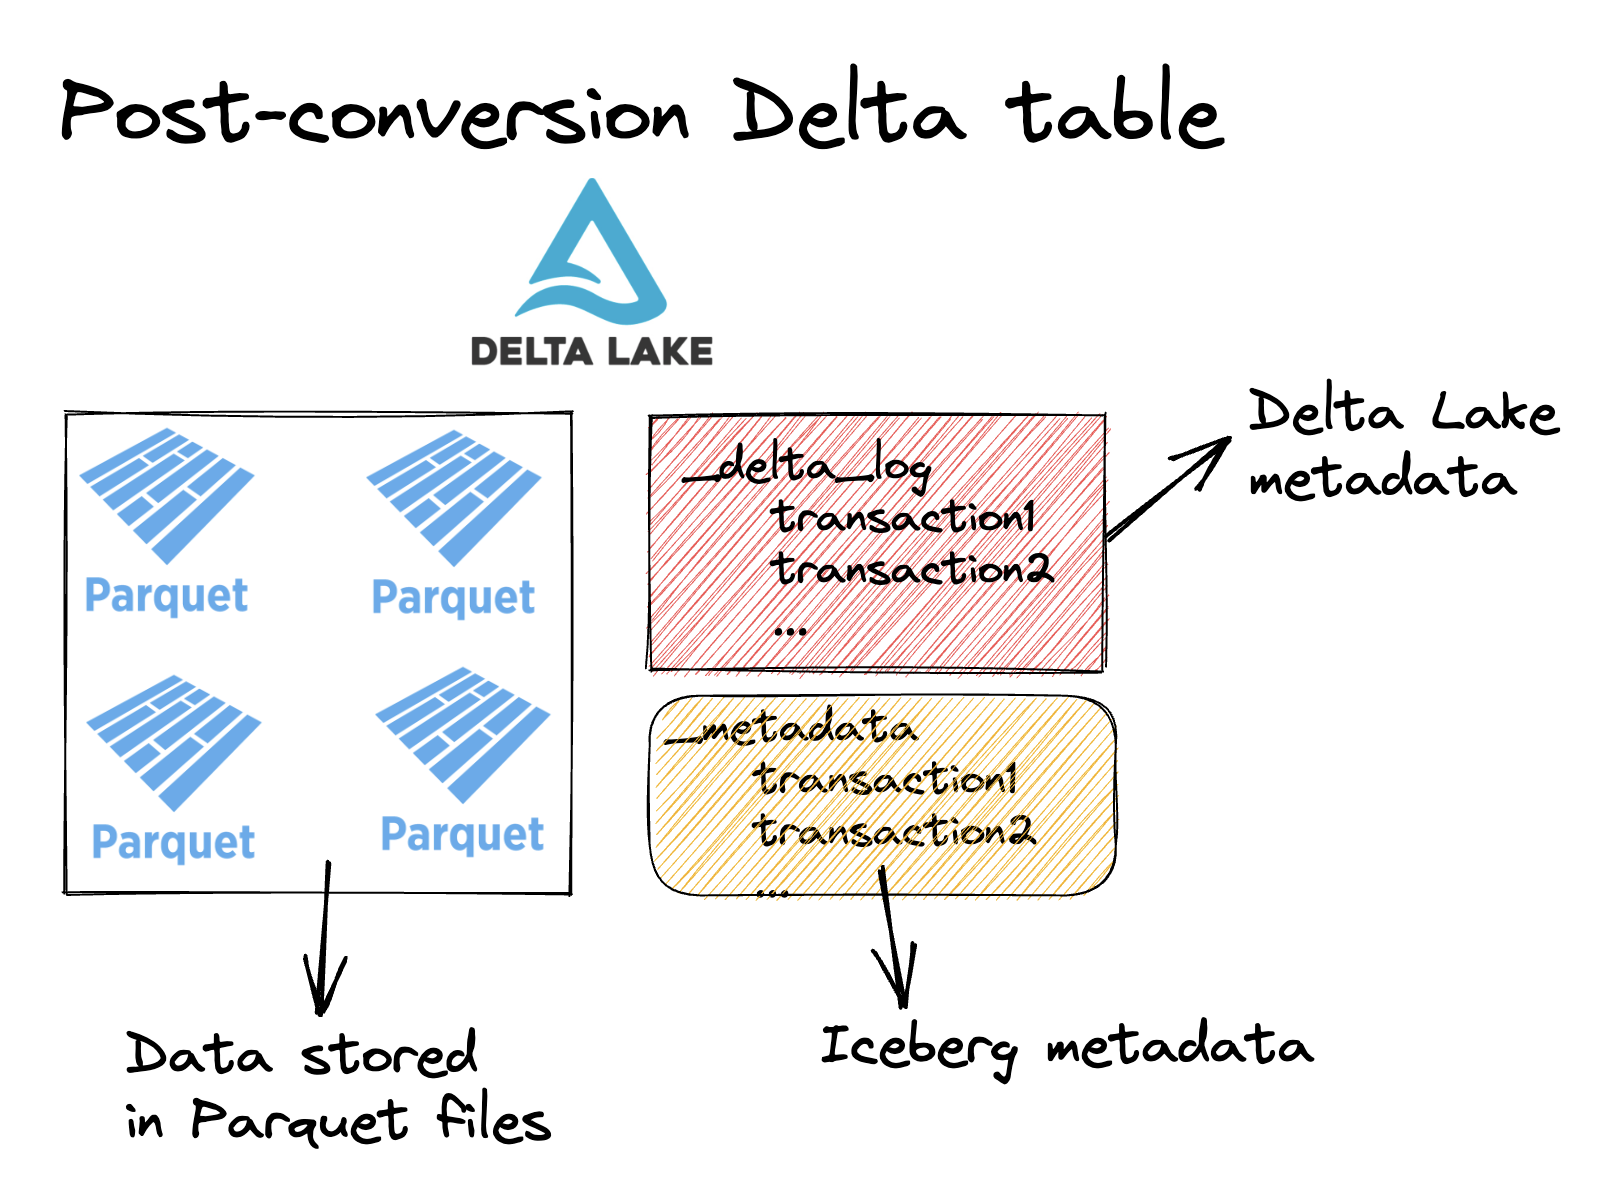 Post-conversion Delta table
DELTA LAKE
Parquet
Parquet
Parquet
Parquet
_delta_log
transaction1
transaction2
...
_metadata
transaction1
transaction2
...
Delta Lake
metadata
Data stored
in Parquet files
Iceberg metadata